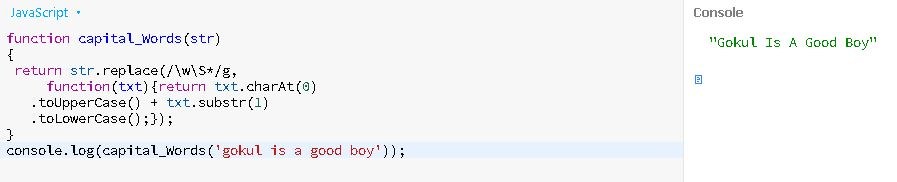 JavaScript
function capital_Words(str)
{
return str.replace(/\w\S*/g,
function(txt){return txt.charAt(0)
.toUpperCase() + txt.substr(1)
.toLowerCase();});
}
console.log(capital_Words('gokul is a good boy'));
Console
"Gokul Is A Good Boy"